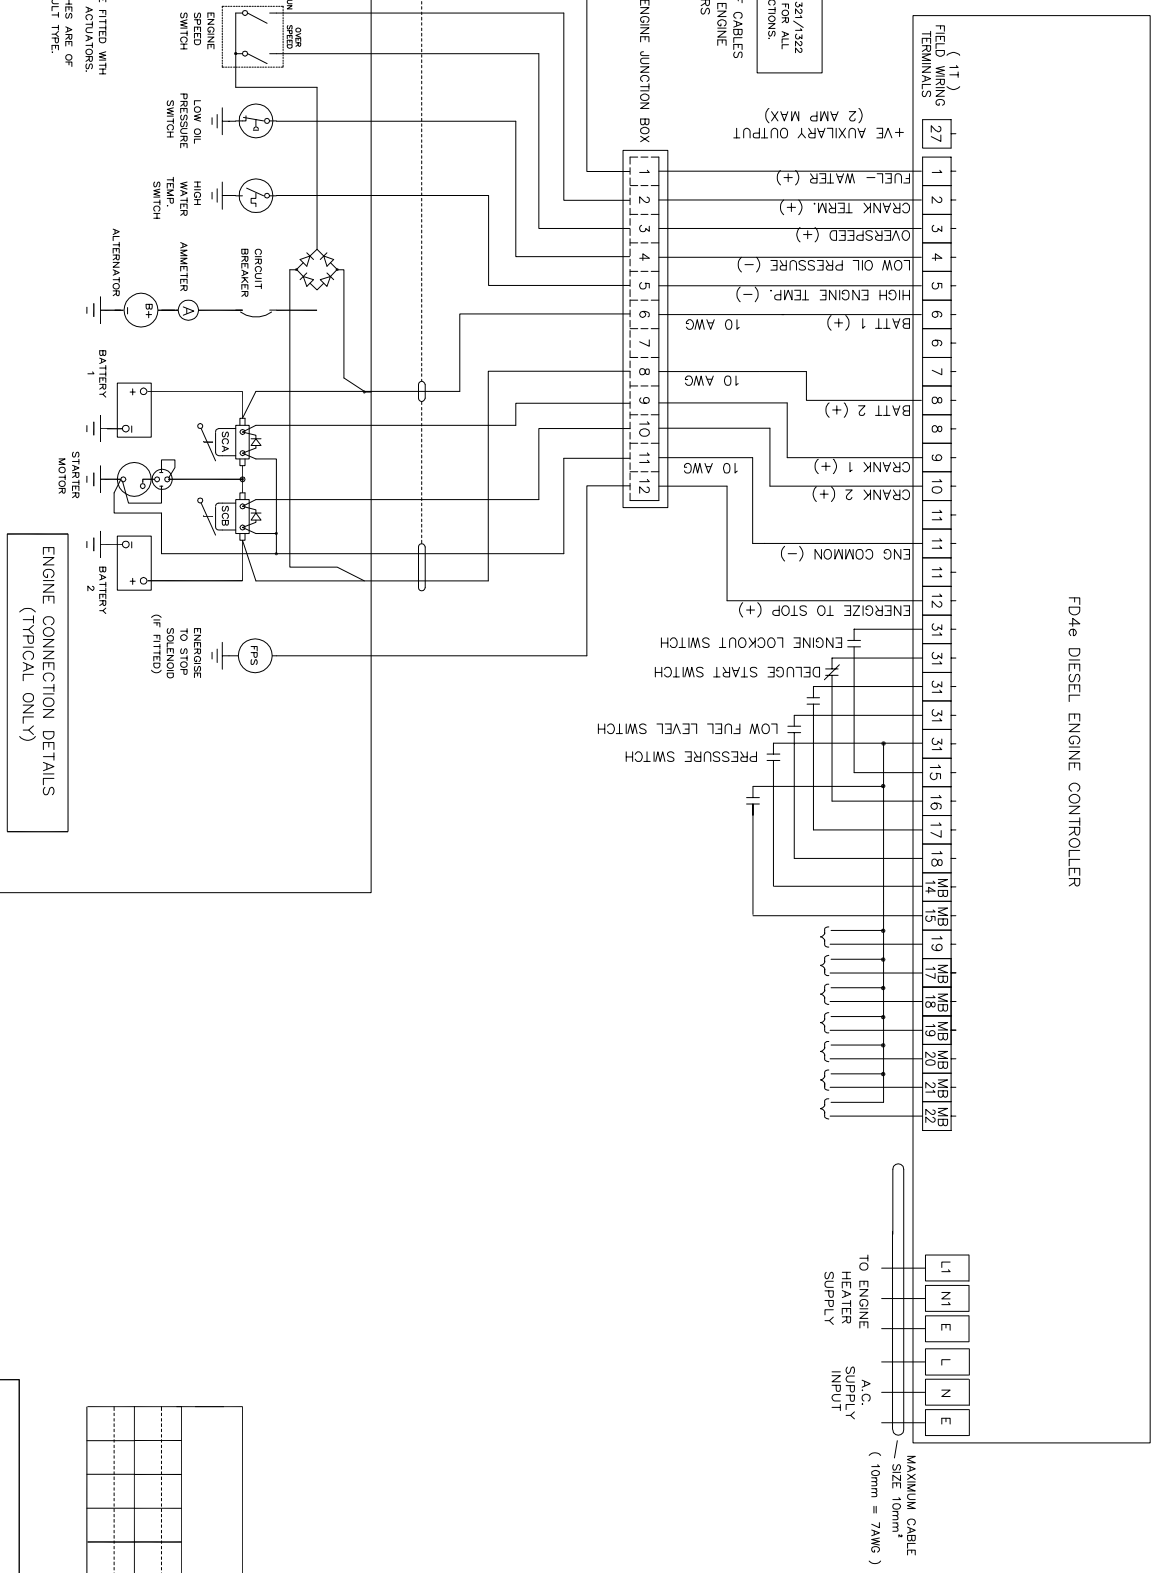 FD4e DIESEL ENGINE CONTROLLER
( 1T )
FIELD WIRING
TERMINALS
27
1
2
3
4
5
6
6
7
8
8
9
10
11
11
11
12
31
31
31
31
31
15
16
17
18
MB
14
MB
15
19
MB
17
MB
18
MB
19
MB
20
MB
21
MB
22
L1
N1
E
L
N
E
+VE AUXILARY OUTPUT
(2 AMP MAX)
FUEL- WATER (+)
CRANK TERM. (+)
OVERSPEED (+)
LOW OIL PRESSURE (-)
HIGH ENGINE TEMP. (-)
BATT 1 (+)
10 AWG
BATT 2 (+)
10 AWG
CRANK 1 (+)
CRANK 2 (+)
10 AWG
ENG COMMON (-)
ENERGIZE TO STOP (+)
ENGINE LOCKOUT SWITCH
DELUGE START SWITCH
LOW FUEL LEVEL SWITCH
PRESSURE SWITCH
TO ENGINE
HEATER
SUPPLY
A.C.
SUPPLY
INPUT
MAXIMUM CABLE
SIZE 10mm²
( 10mm = 7AWG )
321/1322
FOR ALL
CTIONS.
F CABLES
ENGINE
RS
ENGINE JUNCTION BOX
1
2
3
4
5
6
7
8
9
10
11
12
UN
OVER
SPEED
ENGINE
SPEED
SWITCH
LOW OIL
PRESSURE
SWITCH
HIGH
WATER
TEMP.
SWITCH
CIRCUIT
BREAKER
AMMETER
A
ALTERNATOR
B+
-
BATTERY
1
+
-
SCA
STARTER
MOTOR
SCB
BATTERY
2
-
+
FPS
ENERGISE
TO STOP
SOLENOID
(IF FITTED)
E FITTED WITH
ACTUATORS.
HES ARE OF
ULT TYPE.
ENGINE CONNECTION DETAILS
(TYPICAL ONLY)